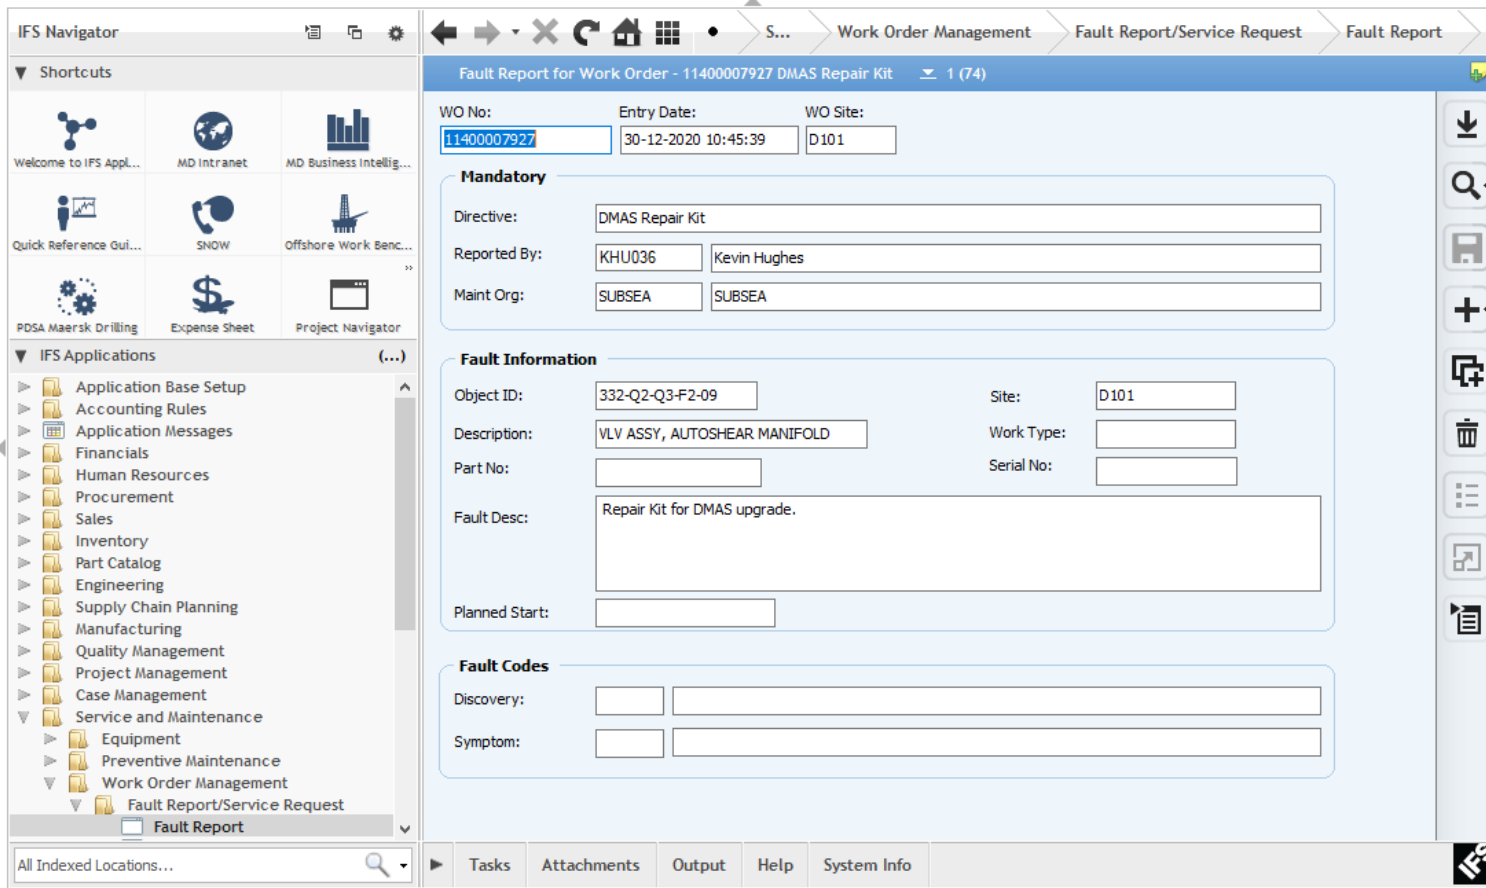 IFS Navigator
Shortcuts
Welcome to IFS Appl...
MD Intranet
MD Business Intellig...
Quick Reference Gui...
SNOW
Offshore Work Benc...
PDSA Maersk Drilling
Expense Sheet
Project Navigator
IFS Applications (...)
Application Base Setup
Accounting Rules
Application Messages
Financials
Human Resources
Procurement
Sales
Inventory
Part Catalog
Engineering
Supply Chain Planning
Manufacturing
Quality Management
Project Management
Case Management
Service and Maintenance
Equipment
Preventive Maintenance
Work Order Management
Fault Report/Service Request
Fault Report
All Indexed Locations...
S... Work Order Management Fault Report/Service Request Fault Report
Fault Report for Work Order - 11400007927 DMAS Repair Kit 1 (74)
WO No: Entry Date: WO Site:
11400007927 30-12-2020 10:45:39 D101
Mandatory
Directive: DMAS Repair Kit
Reported By: KHU036 Kevin Hughes
Maint Org: SUBSEA SUBSEA
Fault Information
Object ID: 332-Q2-Q3-F2-09 Site: D101
Description: VLV ASSY, AUTOSHEAR MANIFOLD Work Type:
Part No: Serial No:
Fault Desc: Repair Kit for DMAS upgrade.
Planned Start:
Fault Codes
Discovery:
Symptom:
Tasks Attachments Output Help System Info
IFS